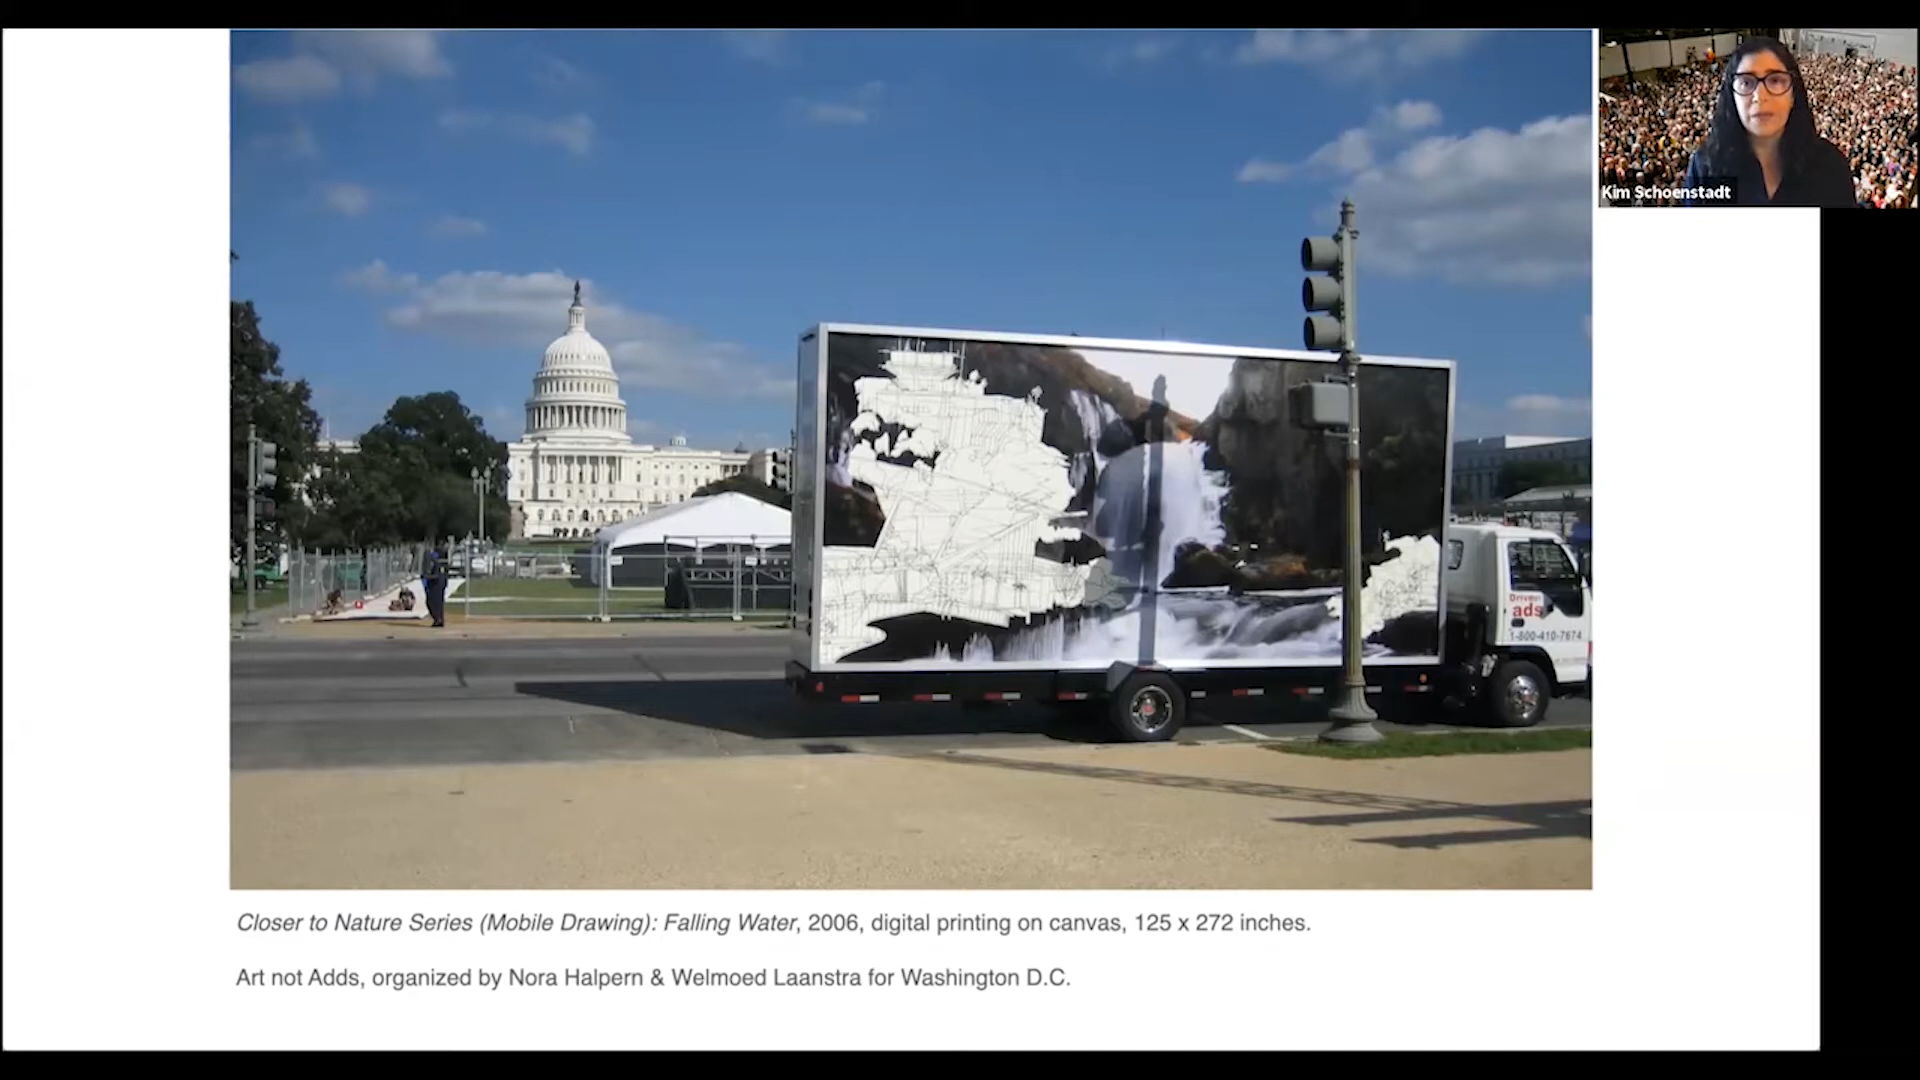 Kim Schoenstadt
Driven
ads
1-800-410-7674
Closer to Nature Series (Mobile Drawing): Falling Water, 2006, digital printing on canvas, 125 x 272 inches.
Art not Adds, organized by Nora Halpern & Welmoed Laanstra for Washington D.C.